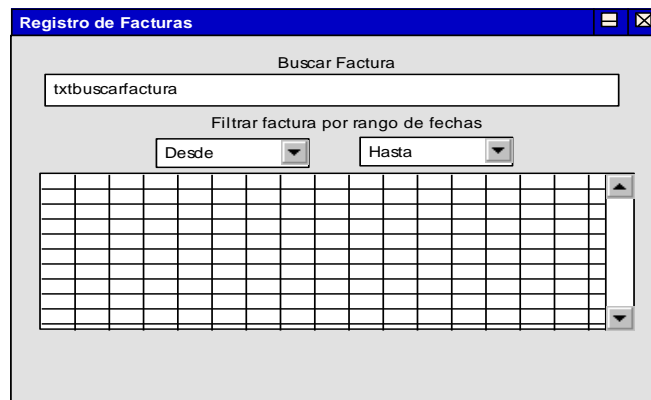 Registro de Facturas
Buscar Factura
txtbuscarfactura
Filtrar factura por rango de fechas
Desde Hasta